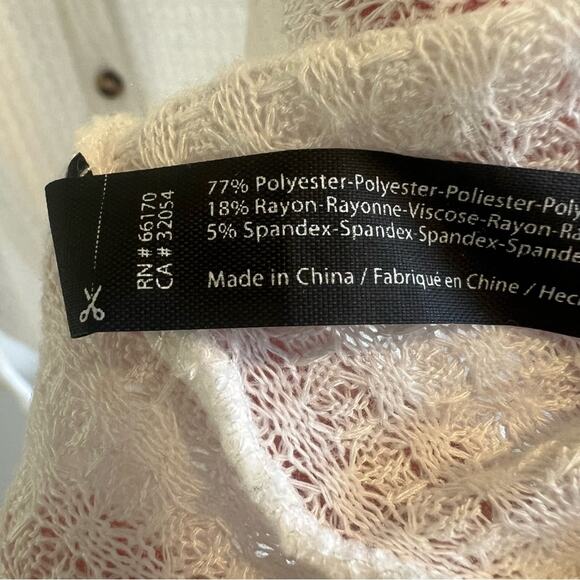 RN # 66170
CA # 32054
77% Polyester-Polyester-Poliester-Poly
18% Rayon-Rayonne-Viscose-Rayon-Ra
5% Spandex-Spandex-Spandex-Spande
Made in China / Fabriqué en Chine / Hec